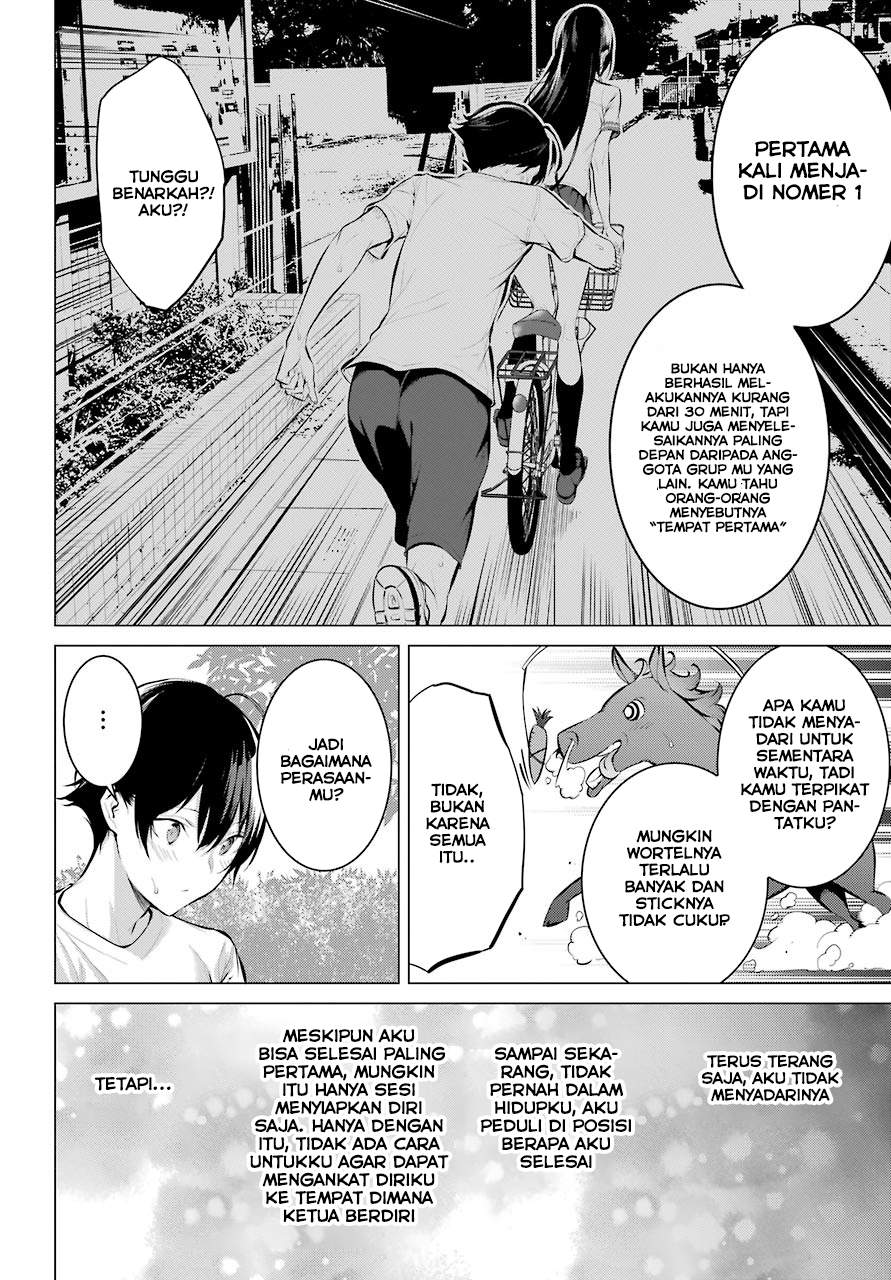 PERTAMA
KALI MENJA-
DI NOMER 1
BUKAN HANYA
BERHASIL MEL-
AKUKANNYA KURANG
DARI 30 MENIT, TAPI
KAMU JUGA MENYELE-
SAIKANNYA PALING
DEPAN DARIPADA ANG-
GOTA GRUP MU YANG
LAIN. KAMU TAHU
ORANG-ORANG
MENYEBUTNYA
"TEMPAT PERTAMA"
TUNGGU
BENARKAH?!
AKU?!
APA KAMU
TIDAK MENYA-
DARI UNTUK
SEMENTARA
WAKTU, TADI
KAMU TERPIKAT
DENGAN PAN-
TATKU?
MUNGKIN
WORTELNYA
TERLALU
BANYAK DAN
STICKNYA
TIDAK CUKUP?
TIDAK,
BUKAN
KARENA
SEMUA
ITU..
JADI
BAGAIMANA
PERASAAN-
MU?
...
TERUS TERANG
SAJA, AKU TIDAK
MENYADARINYA
SAMPAI SEKA-
RANG, TIDAK
PERNAH DALAM
HIDUPKU, AKU
PEDULI DI POSISI
BERAPA AKU
SELESAI
MESKIPUN AKU
BISA SELESAI PALING
PERTAMA, MUNGKIN
ITU HANYA SESI
MENYIAPKAN DIRI
SAJA. HANYA DENGAN
ITU, TIDAK ADA CARA
UNTUKKU AGAR DAPAT
MENGANKAT DIRIKU
KE TEMPAT DIMANA
KETUA BERDIRI
TETAPI...